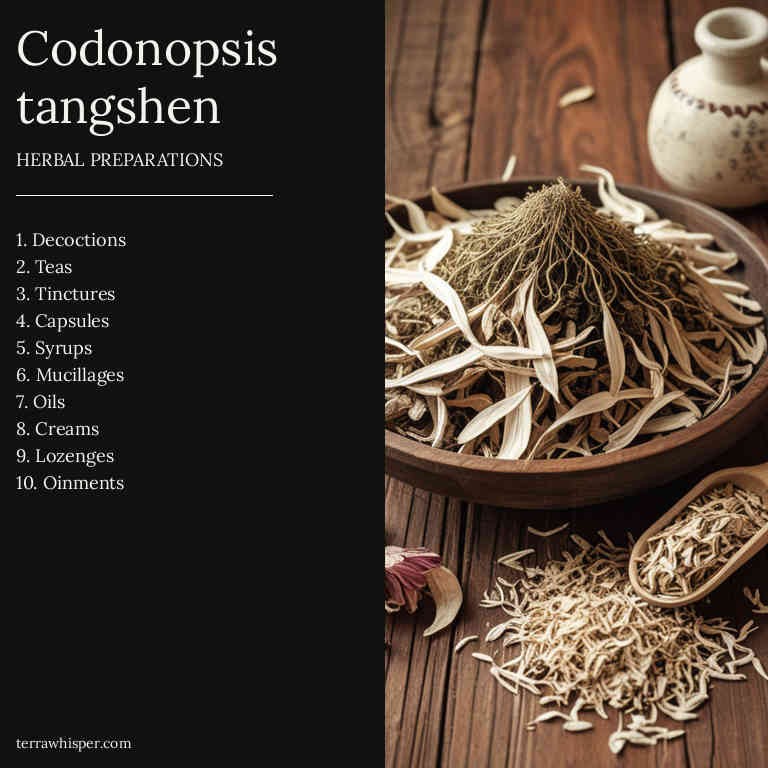 Codonopsis
tangshen
HERBAL PREPARATIONS
1. Decoctions
2. Teas
3. Tinctures
4. Capsules
5. Syrups
6. Mucillages
7. Oils
8. Creams
9. Lozenges
10. Oinments
terrawhisper.com